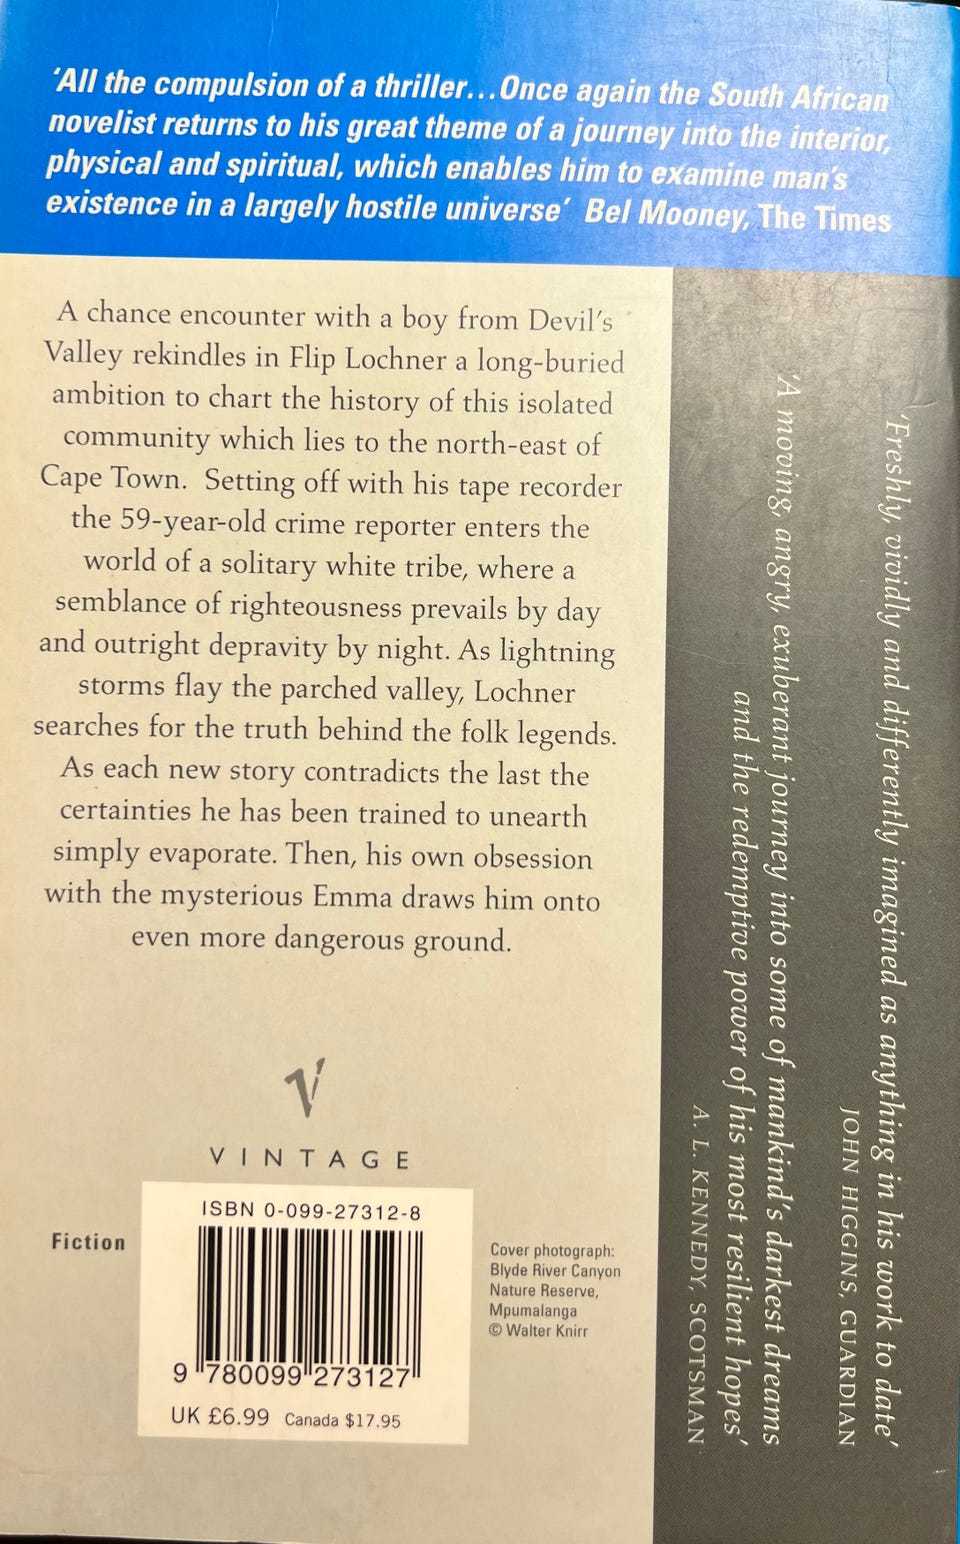 'All the compulsion of a thriller...Once again the South African
novelist returns to his great theme of a journey into the interior,
physical and spiritual, which enables him to examine man's
existence in a largely hostile universe' Bel Mooney, The Times
A chance encounter with a boy from Devil's
Valley rekindles in Flip Lochner a long-buried
ambition to chart the history of this isolated
community which lies to the north-east of
Cape Town. Setting off with his tape recorder
the 59-year-old crime reporter enters the
world of a solitary white tribe, where a
semblance of righteousness prevails by day
and outright depravity by night. As lightning
storms flay the parched valley, Lochner
searches for the truth behind the folk legends.
As each new story contradicts the last the
certainties he has been trained to unearth
simply evaporate. Then, his own obsession
with the mysterious Emma draws him onto
even more dangerous ground.
V
VINTAGE
Fiction
ISBN 0-099-27312-8
9 780099 273127
UK £6.99 Canada $17.95
Cover photograph:
Blyde River Canyon
Nature Reserve,
Mpumalanga
© Walter Knirr
'Freshly, vividly and differently imagined as anything in his work to date'
JOHN HIGGINS, GUARDIAN
'A moving, angry, exuberant journey into some of mankind's darkest dreams
and the redemptive power of his most resilient hopes'
A. L. KENNEDY, SCOTSMAN